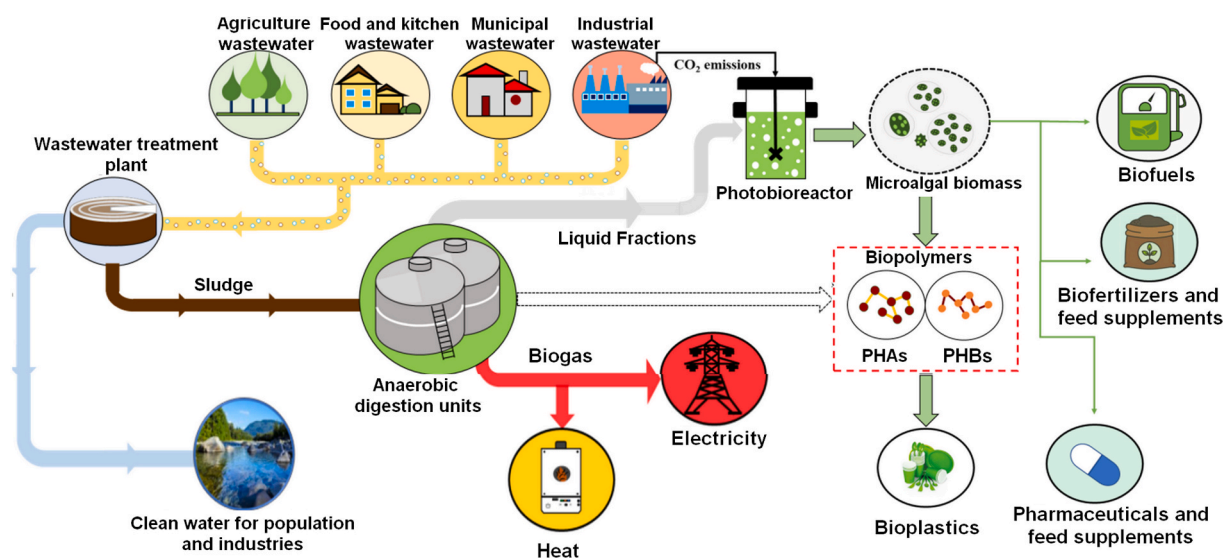 Agriculture
wastewater
Food and kitchen
wastewater
Municipal
wastewater
Industrial
wastewater
CO₂ emissions
Wastewater treatment
plant
Photobioreactor
Microalgal biomass
Biofuels
Liquid Fractions
Biopolymers
Sludge
PHAs
PHBs
Biofertilizers and
feed supplements
Anaerobic
digestion units
Biogas
Electricity
Heat
Clean water for population
and industries
Bioplastics
Pharmaceuticals and
feed supplements